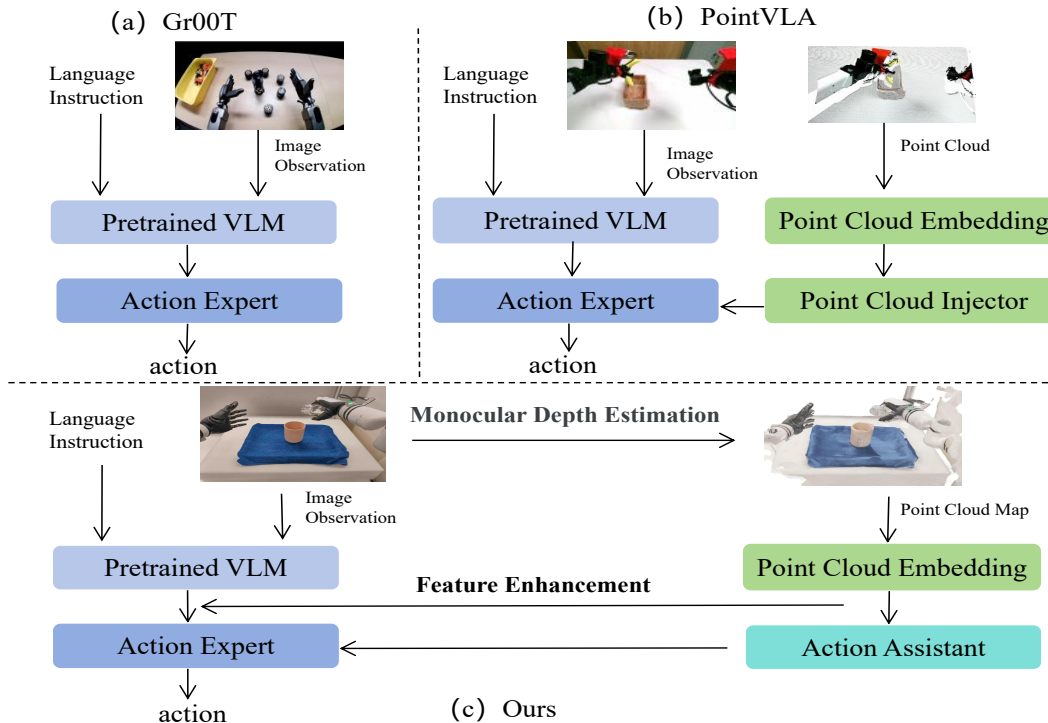 (a) Gr00T
Language
Instruction
Image
Observation
Pretrained VLM
Action Expert
action
(b) PointVLA
Language
Instruction
Image
Observation
Point Cloud
Pretrained VLM
Point Cloud Embedding
Action Expert
Point Cloud Injector
action
Language
Instruction
Monocular Depth Estimation
Image
Observation
Point Cloud Map
Pretrained VLM
Point Cloud Embedding
Feature Enhancement
Action Expert
Action Assistant
action
(c) Ours